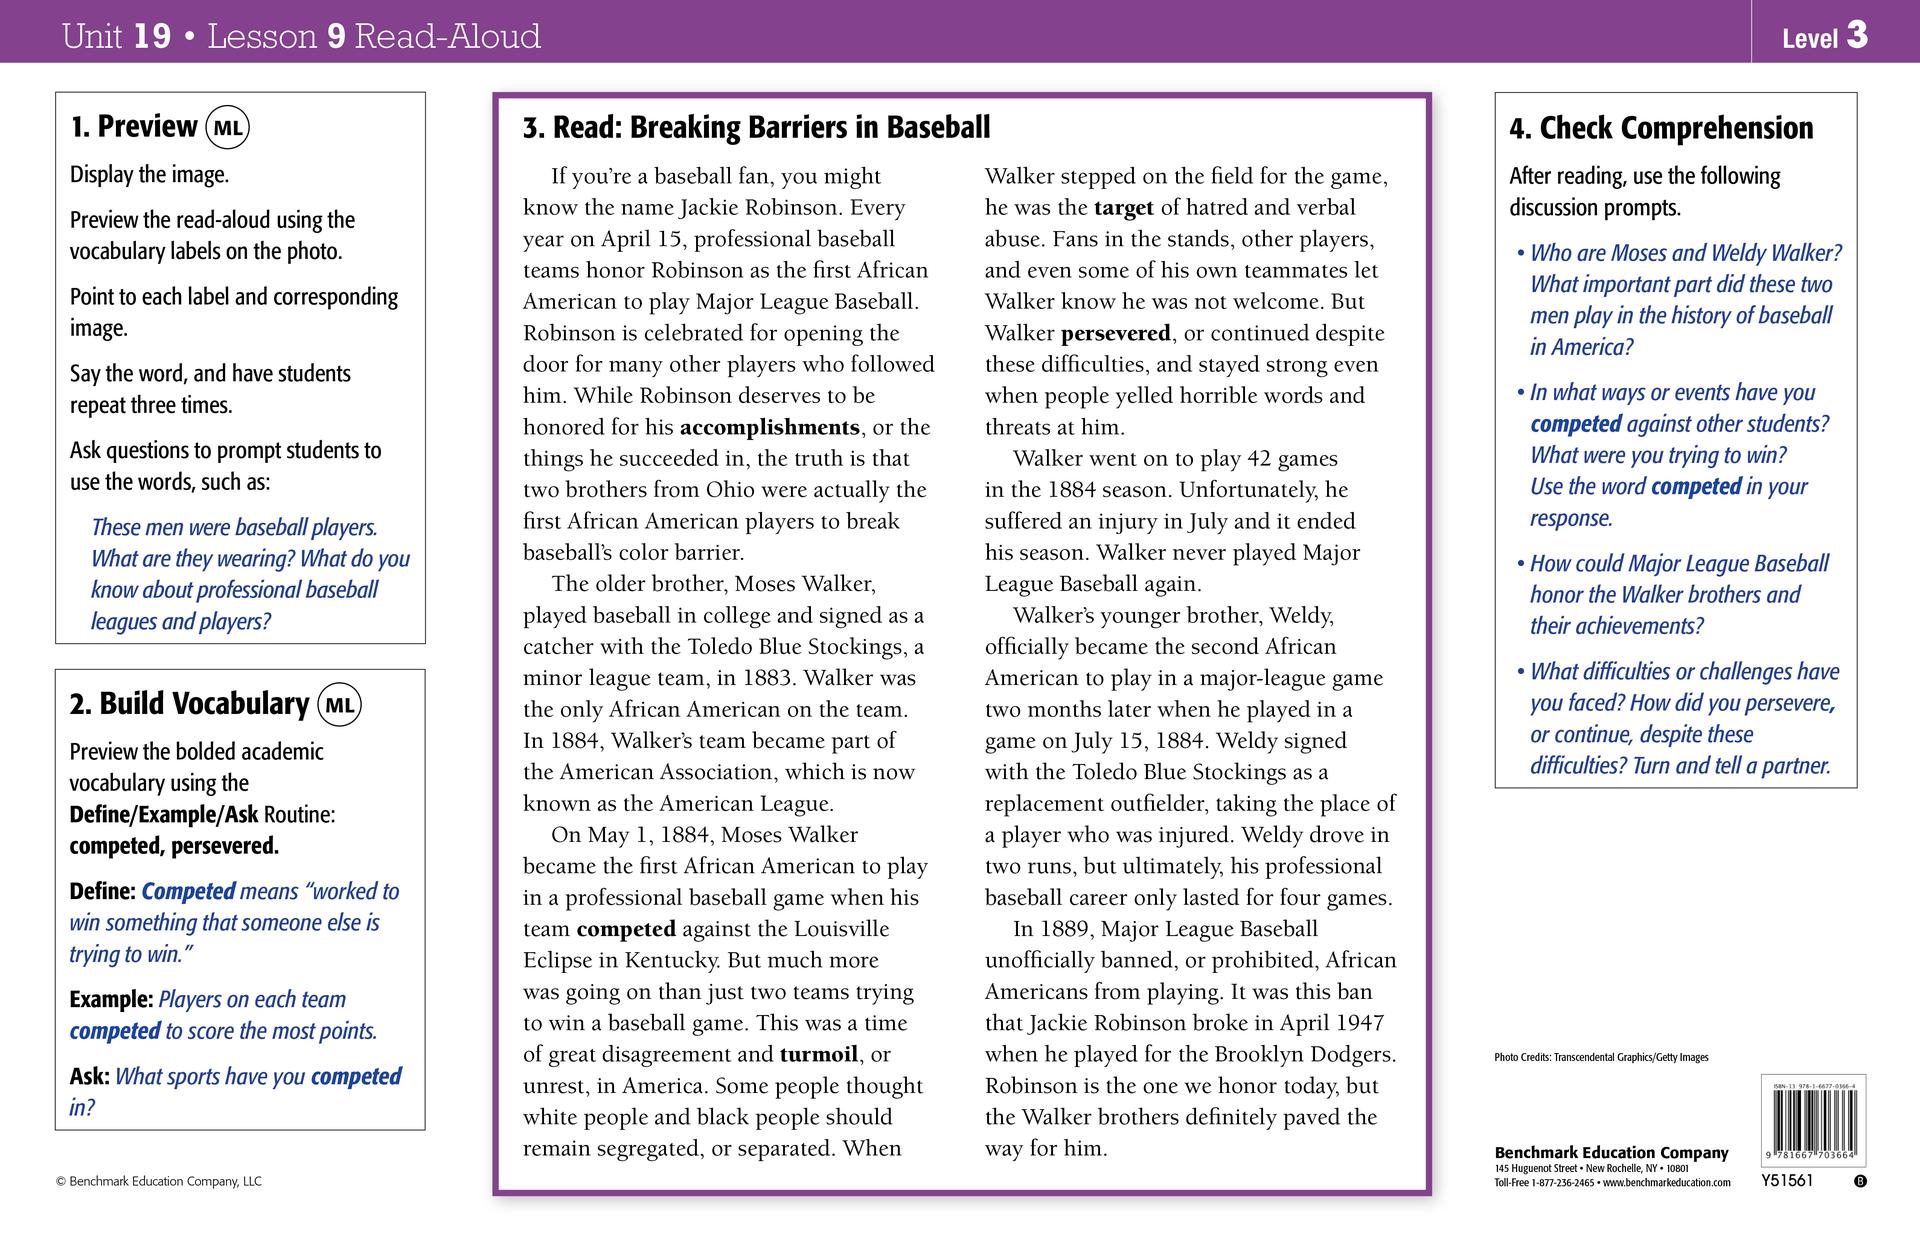 Unit 19 • Lesson 9 Read-Aloud
Level 3
1. Preview ML
Display the image.
Preview the read-aloud using the
vocabulary labels on the photo.
Point to each label and corresponding
image.
Say the word, and have students
repeat three times.
Ask questions to prompt students to
use the words, such as:
These men were baseball players.
What are they wearing? What do you
know about professional baseball
leagues and players?
2. Build Vocabulary ML
Preview the bolded academic
vocabulary using the
Define/Example/Ask Routine:
competed, persevered.
Define: Competed means “worked to
win something that someone else is
trying to win.”
Example: Players on each team
competed to score the most points.
Ask: What sports have you competed
in?
© Benchmark Education Company, LLC
3. Read: Breaking Barriers in Baseball
If you’re a baseball fan, you might
know the name Jackie Robinson. Every
year on April 15, professional baseball
teams honor Robinson as the first African
American to play Major League Baseball.
Robinson is celebrated for opening the
door for many other players who followed
him. While Robinson deserves to be
honored for his accomplishments, or the
things he succeeded in, the truth is that
two brothers from Ohio were actually the
first African American players to break
baseball’s color barrier.
The older brother, Moses Walker,
played baseball in college and signed as a
catcher with the Toledo Blue Stockings, a
minor league team, in 1883. Walker was
the only African American on the team.
In 1884, Walker’s team became part of
the American Association, which is now
known as the American League.
On May 1, 1884, Moses Walker
became the first African American to play
in a professional baseball game when his
team competed against the Louisville
Eclipse in Kentucky. But much more
was going on than just two teams trying
to win a baseball game. This was a time
of great disagreement and turmoil, or
unrest, in America. Some people thought
white people and black people should
remain segregated, or separated. When
Walker stepped on the field for the game,
he was the target of hatred and verbal
abuse. Fans in the stands, other players,
and even some of his own teammates let
Walker know he was not welcome. But
Walker persevered, or continued despite
these difficulties, and stayed strong even
when people yelled horrible words and
threats at him.
Walker went on to play 42 games
in the 1884 season. Unfortunately, he
suffered an injury in July and it ended
his season. Walker never played Major
League Baseball again.
Walker’s younger brother, Weldy,
officially became the second African
American to play in a major-league game
two months later when he played in a
game on July 15, 1884. Weldy signed
with the Toledo Blue Stockings as a
replacement outfielder, taking the place of
a player who was injured. Weldy drove in
two runs, but ultimately, his professional
baseball career only lasted for four games.
In 1889, Major League Baseball
unofficially banned, or prohibited, African
Americans from playing. It was this ban
that Jackie Robinson broke in April 1947
when he played for the Brooklyn Dodgers.
Robinson is the one we honor today, but
the Walker brothers definitely paved the
way for him.
4. Check Comprehension
After reading, use the following
discussion prompts.
• Who are Moses and Weldy Walker?
What important part did these two
men play in the history of baseball
in America?
• In what ways or events have you
competed against other students?
What were you trying to win?
Use the word competed in your
response.
• How could Major League Baseball
honor the Walker brothers and
their achievements?
• What difficulties or challenges have
you faced? How did you persevere,
or continue, despite these
difficulties? Turn and tell a partner.
Photo Credits: Transcendental Graphics/Getty Images
Benchmark Education Company
145 Huguenot Street • New Rochelle, NY • 10801
Toll-Free 1-877-236-2465 • www.benchmarkeducation.com
ISBN-13 978-1-6677-0366-4
9 781667 703664
Y51561 B